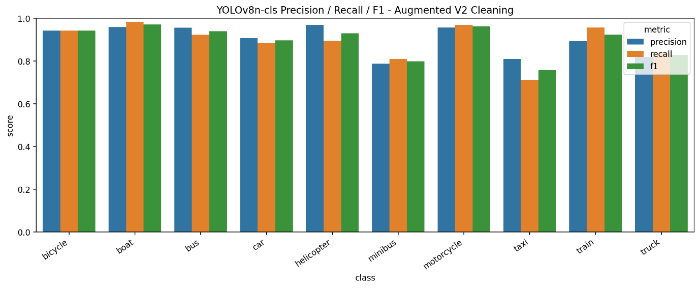 YOLOv8n-cls Precision / Recall / F1 - Augmented V2 Cleaning
metric
precision
recall
f1
score
1.0
0.8
0.6
0.4
0.2
0.0
bicycle
boat
bus
car
helicopter
minibus
motorcycle
taxi
train
truck
class